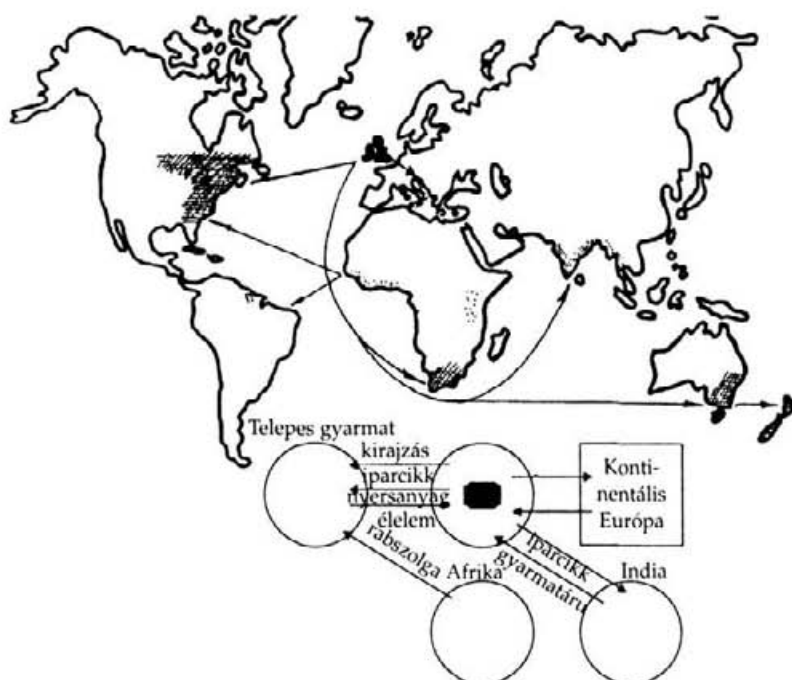 Telepes gyarmat
kirajzás
iparcikk
nyersanyag
élelem
Konti-
nentális
Európa
rabszolga
Afrika
iparcikk
gyarmatáru
India